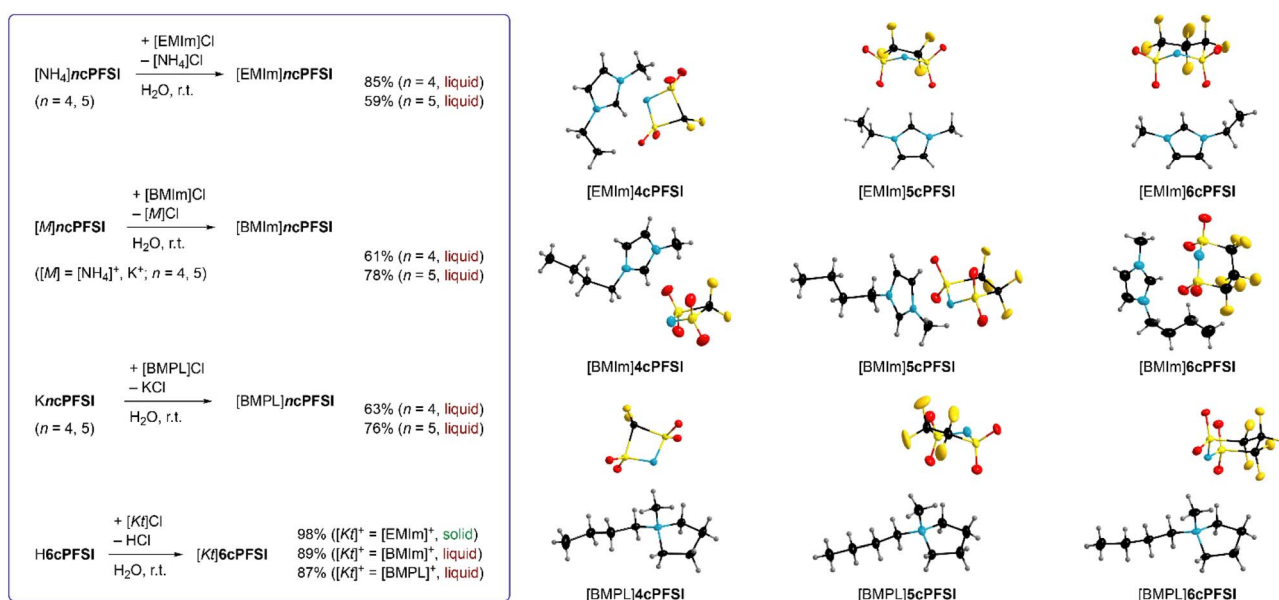 + [EMIm]Cl
– [NH4]Cl
[NH4]ncPFSI
[EMIm]ncPFSI
H2O, r.t.
(n = 4, 5)
85% (n = 4, liquid)
59% (n = 5, liquid)
+ [BMIm]Cl
– [M]Cl
[M]ncPFSI
[BMIm]ncPFSI
H2O, r.t.
([M] = [NH4]+, K+; n = 4, 5)
61% (n = 4, liquid)
78% (n = 5, liquid)
+ [BMPL]Cl
– KCl
KncPFSI
[BMPL]ncPFSI
H2O, r.t.
(n = 4, 5)
63% (n = 4, liquid)
76% (n = 5, liquid)
+ [Kt]Cl
– HCl
H6cPFSI
[Kt]6cPFSI
H2O, r.t.
98% ([Kt]+ = [EMIm]+, solid)
89% ([Kt]+ = [BMIm]+, liquid)
87% ([Kt]+ = [BMPL]+, liquid)
[EMIm]4cPFSI
[EMIm]5cPFSI
[EMIm]6cPFSI
[BMIm]4cPFSI
[BMIm]5cPFSI
[BMIm]6cPFSI
[BMPL]4cPFSI
[BMPL]5cPFSI
[BMPL]6cPFSI